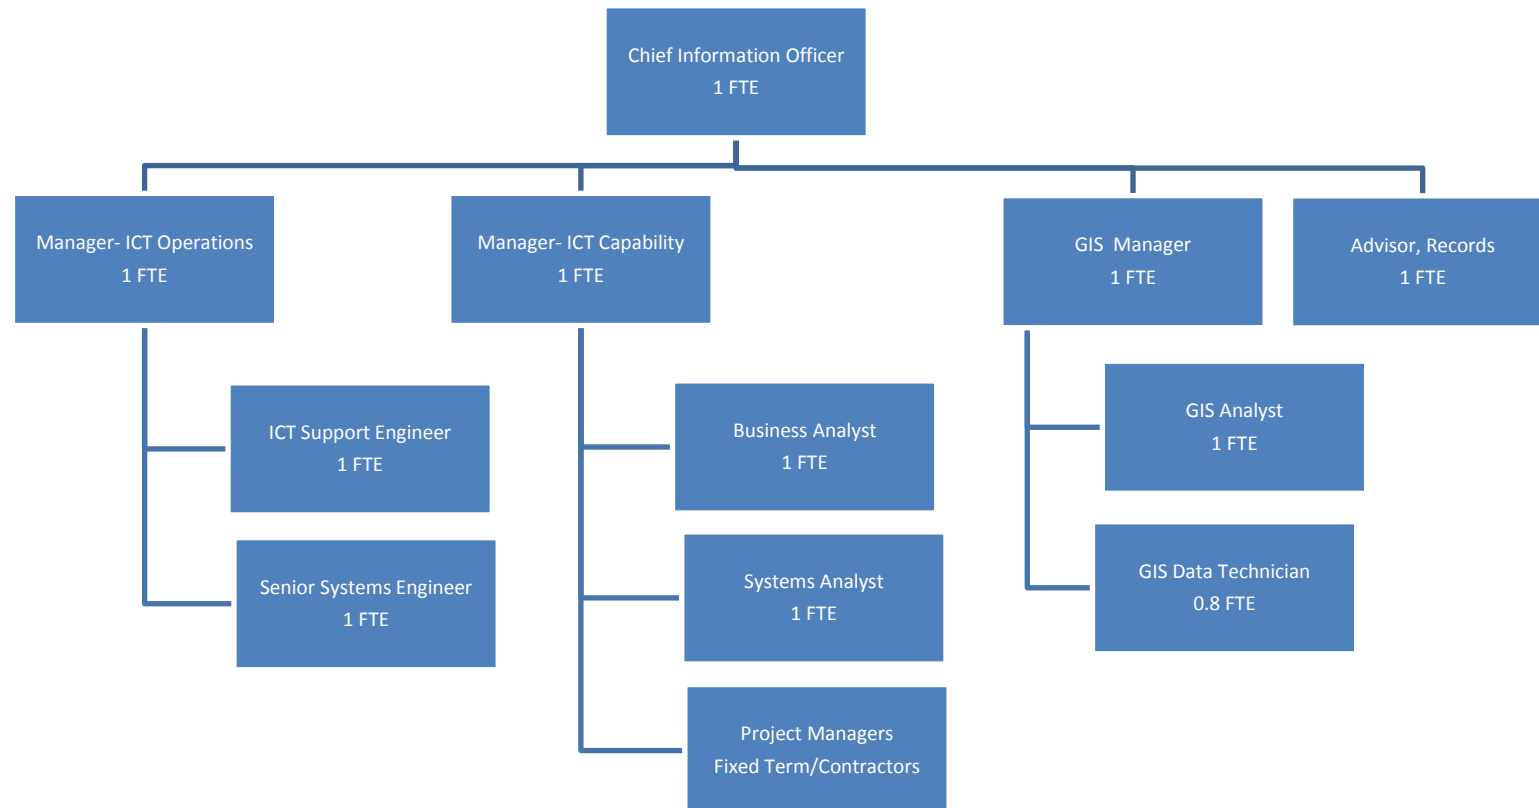 Chief Information Officer
1 FTE
Manager- ICT Operations
1 FTE
Manager- ICT Capability
1 FTE
GIS  Manager
1 FTE
Advisor, Records
1 FTE
ICT Support Engineer
1 FTE
Senior Systems Engineer
1 FTE
Business Analyst
1 FTE
Systems Analyst
1 FTE
Project Managers
Fixed Term/Contractors
GIS Analyst
1 FTE
GIS Data Technician
0.8 FTE